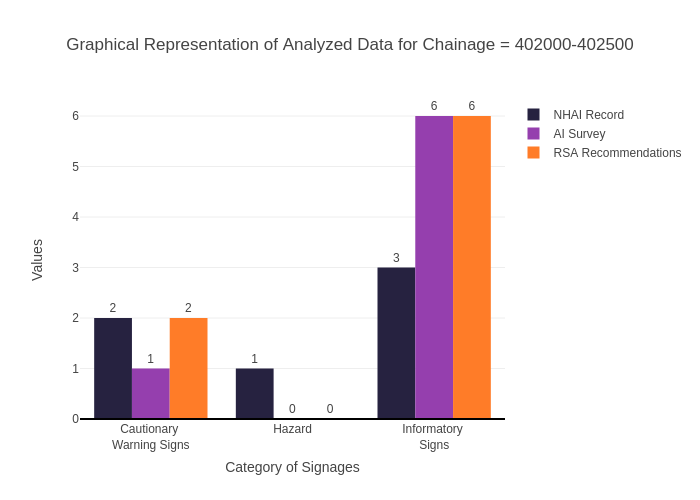 Graphical Representation of Analyzed Data for Chainage = 402000-402500
NHAI Record
AI Survey
RSA Recommendations
Values
6
5
4
3
2
1
0
2
1
2
1
0
0
3
6
6
Cautionary
Warning Signs
Hazard
Informatory
Signs
Category of Signages